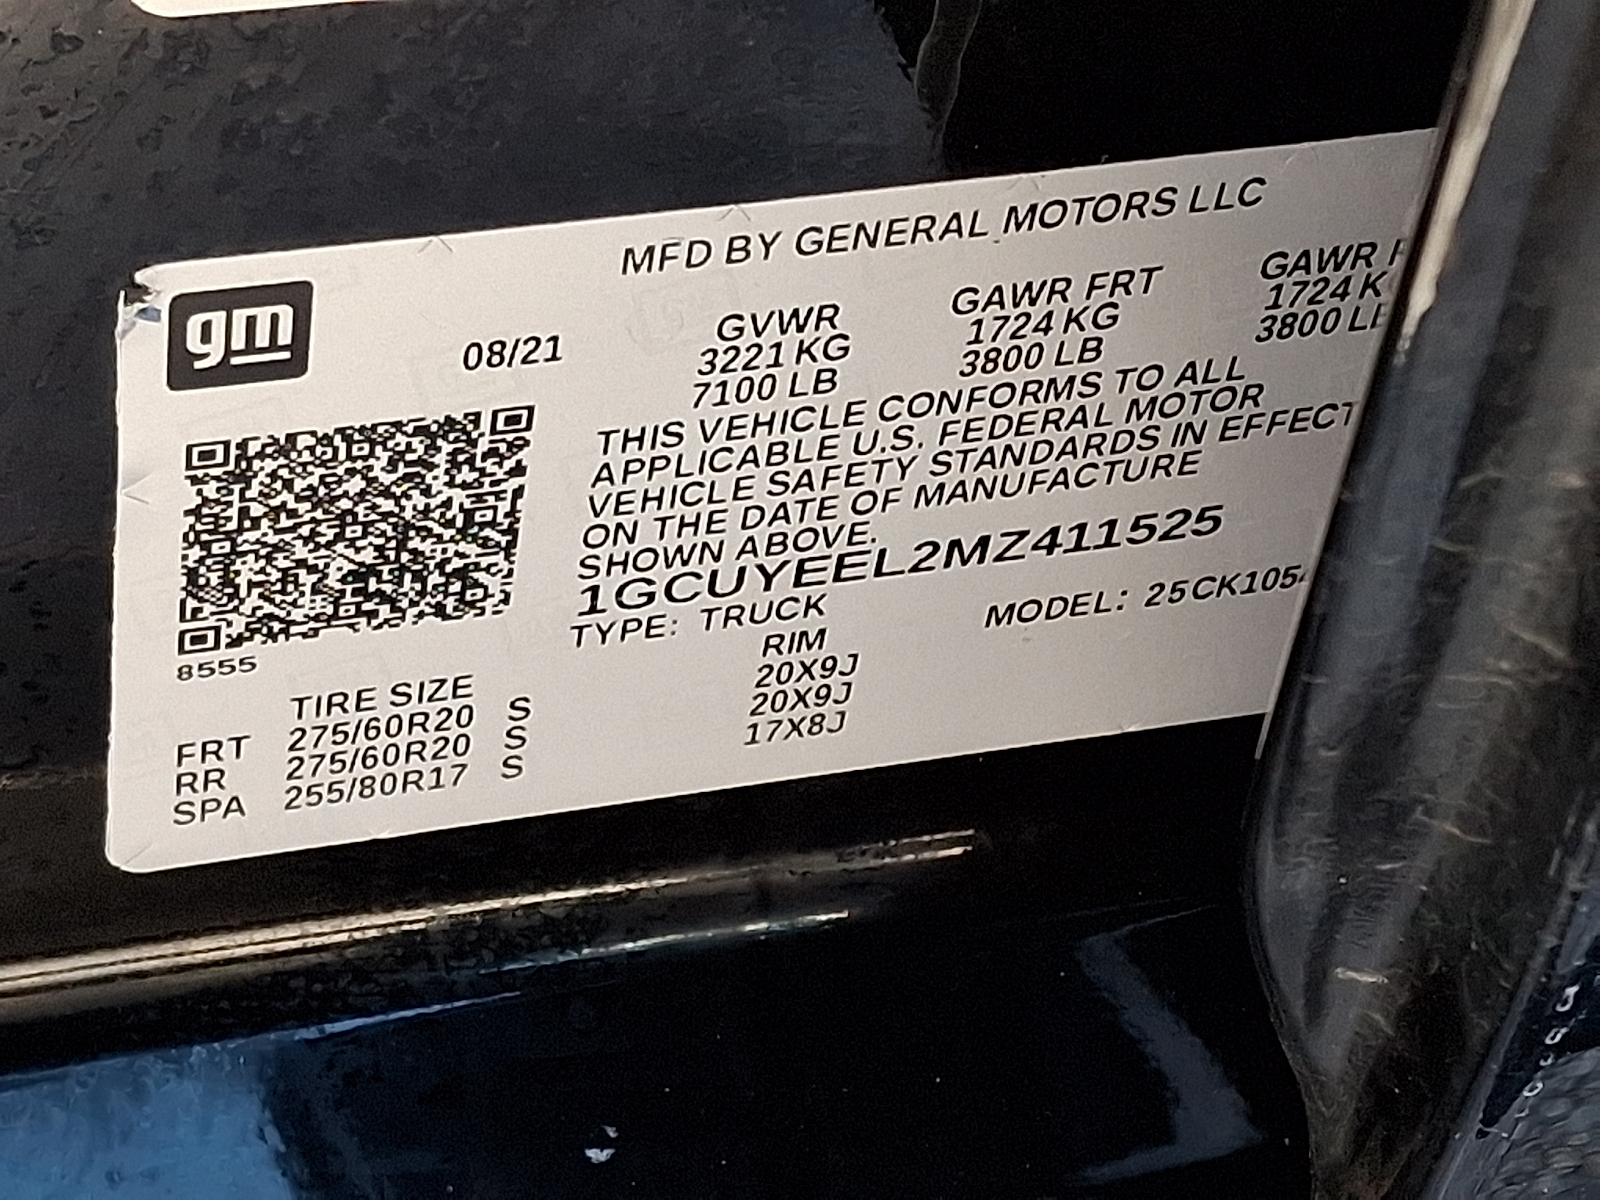 MFD BY GENERAL MOTORS LLC
gm
08/21
GVWR GAWR FRT GAWR
3221 KG 1724 KG 1724 K
7100 LB 3800 LB 3800 L
THIS VEHICLE CONFORMS TO ALL
APPLICABLE U.S. FEDERAL MOTOR
VEHICLE SAFETY STANDARDS IN EFFECT
ON THE DATE OF MANUFACTURE
SHOWN ABOVE.
1GCUYEEL2MZ411525
TYPE: TRUCK MODEL: 25CK105
8555
TIRE SIZE RIM
FRT 275/60R20 S 20X9J
RR 275/60R20 S 20X9J
SPA 255/80R17 S 17X8J